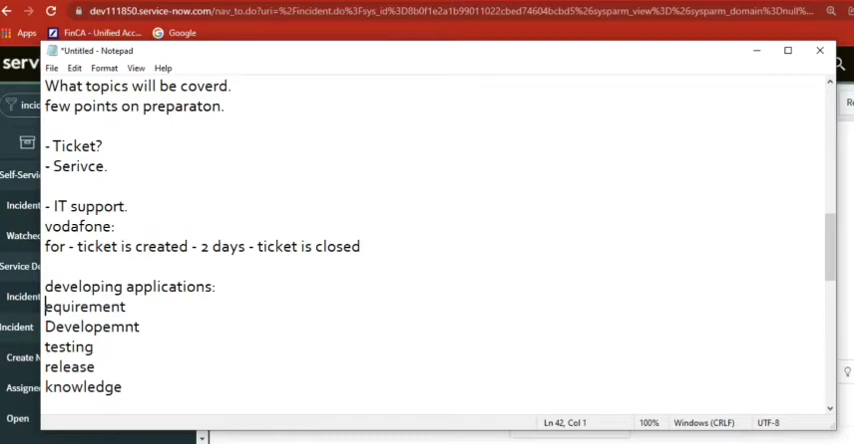 dev111850.service-now.com/nav_to.do?uri=%2Fincident.do%3Fsys_id%3D8b0f1e2a1b99011022cbed74604bcbd5%26sysparm_view%3D%26sysparm_domain%3Dnull%...
Apps FinCA - Unified Acc... Google
*Untitled - Notepad
File Edit Format View Help
serv
What topics will be coverd.
few points on preparaton.
incid
- Ticket?
- Serivce.
Self-Servi
- IT support.
Incident
vodafone:
Watched
for - ticket is created - 2 days - ticket is closed
Service De
developing applications:
Incident
equirement
Incident
Developemnt
testing
Create N
release
Assigned
knowledge
Open
Ln 42, Col 1 100% Windows (CRLF) UTF-8